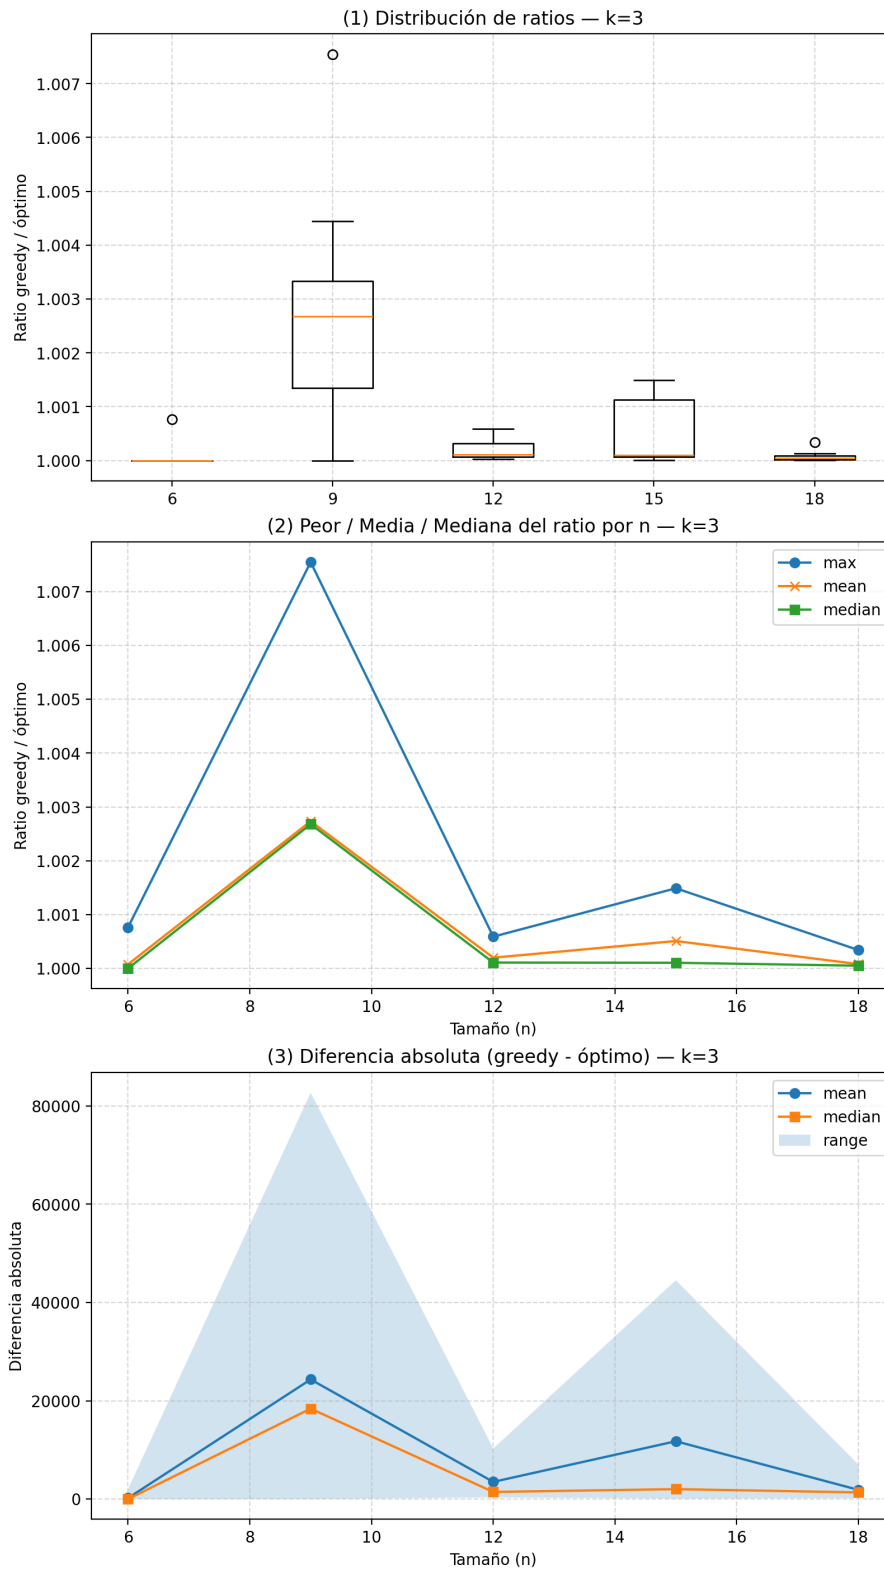 (1) Distribución de ratios — k=3
Ratio greedy / óptimo
1.007
1.006
1.005
1.004
1.003
1.002
1.001
1.000
6 9 12 15 18
(2) Peor / Media / Mediana del ratio por n — k=3
Ratio greedy / óptimo
1.007
1.006
1.005
1.004
1.003
1.002
1.001
1.000
max
mean
median
6 8 10 12 14 16 18
Tamaño (n)
(3) Diferencia absoluta (greedy - óptimo) — k=3
Diferencia absoluta
80000
60000
40000
20000
0
mean
median
range
6 8 10 12 14 16 18
Tamaño (n)